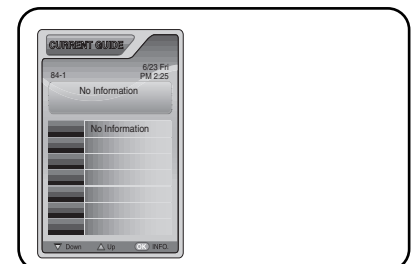 CURRENT GUIDE
6/23 Fri
84-1 PM 2:25
No Information
No Information
▽ Down △ Up OK INFO.